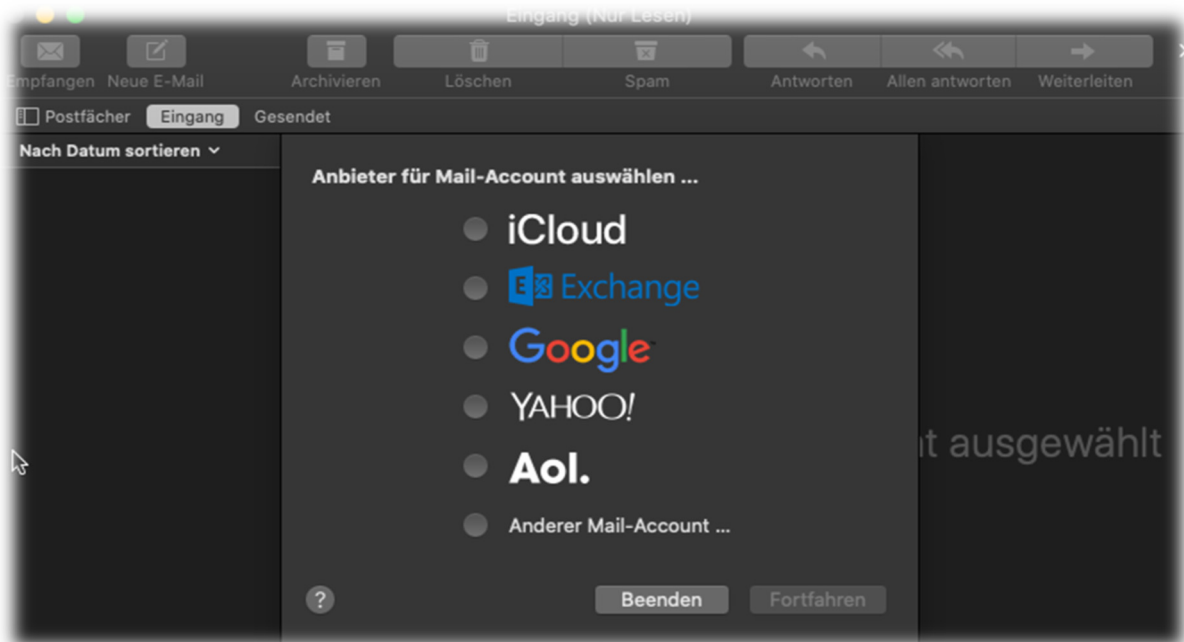 Eingang (Nur Lesen)
Empfangen Neue E-Mail Archivieren Löschen Spam Antworten Allen antworten Weiterleiten
Postfächer Eingang Gesendet
Nach Datum sortieren
Anbieter für Mail-Account auswählen ...
iCloud
E x Exchange
Google
YAHOO!
ausgewählt
Aol.
Anderer Mail-Account ...
? Beenden Fortfahren